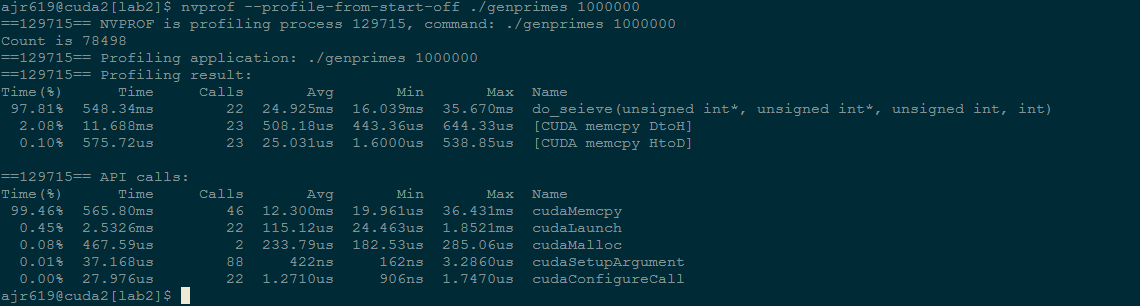 ajr619@cuda2[lab2]$ nvprof --profile-from-start-off ./genprimes 1000000
==129715== NVPROF is profiling process 129715, command: ./genprimes 1000000
Count is 78498
==129715== Profiling application: ./genprimes 1000000
==129715== Profiling result:
Time(%)      Time     Calls       Avg       Min       Max  Name
 97.81%  548.34ms        22  24.925ms  16.039ms  35.670ms  do_seieve(unsigned int*, unsigned int*, unsigned int, int)
  2.08%  11.688ms        23  508.18us  443.36us  644.33us  [CUDA memcpy DtoH]
  0.10%  575.72us        23  25.031us  1.6000us  538.85us  [CUDA memcpy HtoD]
==129715== API calls:
Time(%)      Time     Calls       Avg       Min       Max  Name
 99.46%  565.80ms        46  12.300ms  19.961us  36.431ms  cudaMemcpy
  0.45%  2.5326ms        22  115.12us  24.463us  1.8521ms  cudaLaunch
  0.08%  467.59us         2  233.79us  182.53us  285.06us  cudaMalloc
  0.01%  37.168us        88     422ns     162ns  3.2860us  cudaSetupArgument
  0.00%  27.976us        22  1.2710us     906ns  1.7470us  cudaConfigureCall
ajr619@cuda2[lab2]$